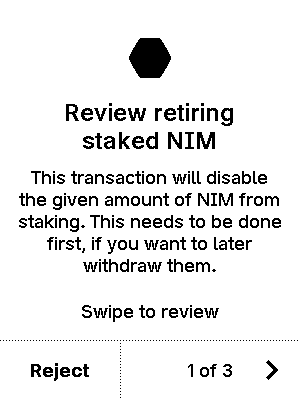 Review retiring
staked NIM
This transaction will disable
the given amount of NIM from
staking. This needs to be done
first, if you want to later
withdraw them.
Swipe to review
Reject
1 of 3